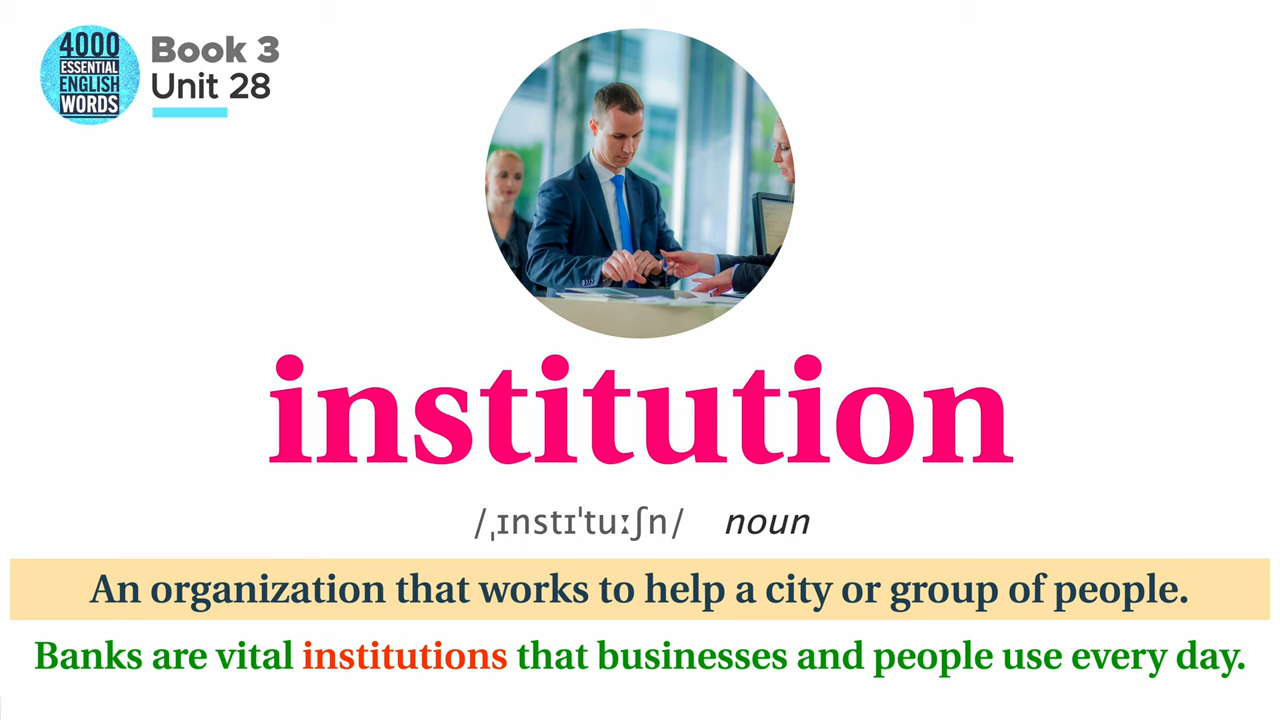 4000
ESSENTIAL
ENGLISH
WORDS
Book 3
Unit 28
institution
/ˌɪnstɪˈtuːʃn/ noun
An organization that works to help a city or group of people.
Banks are vital institutions that businesses and people use every day.